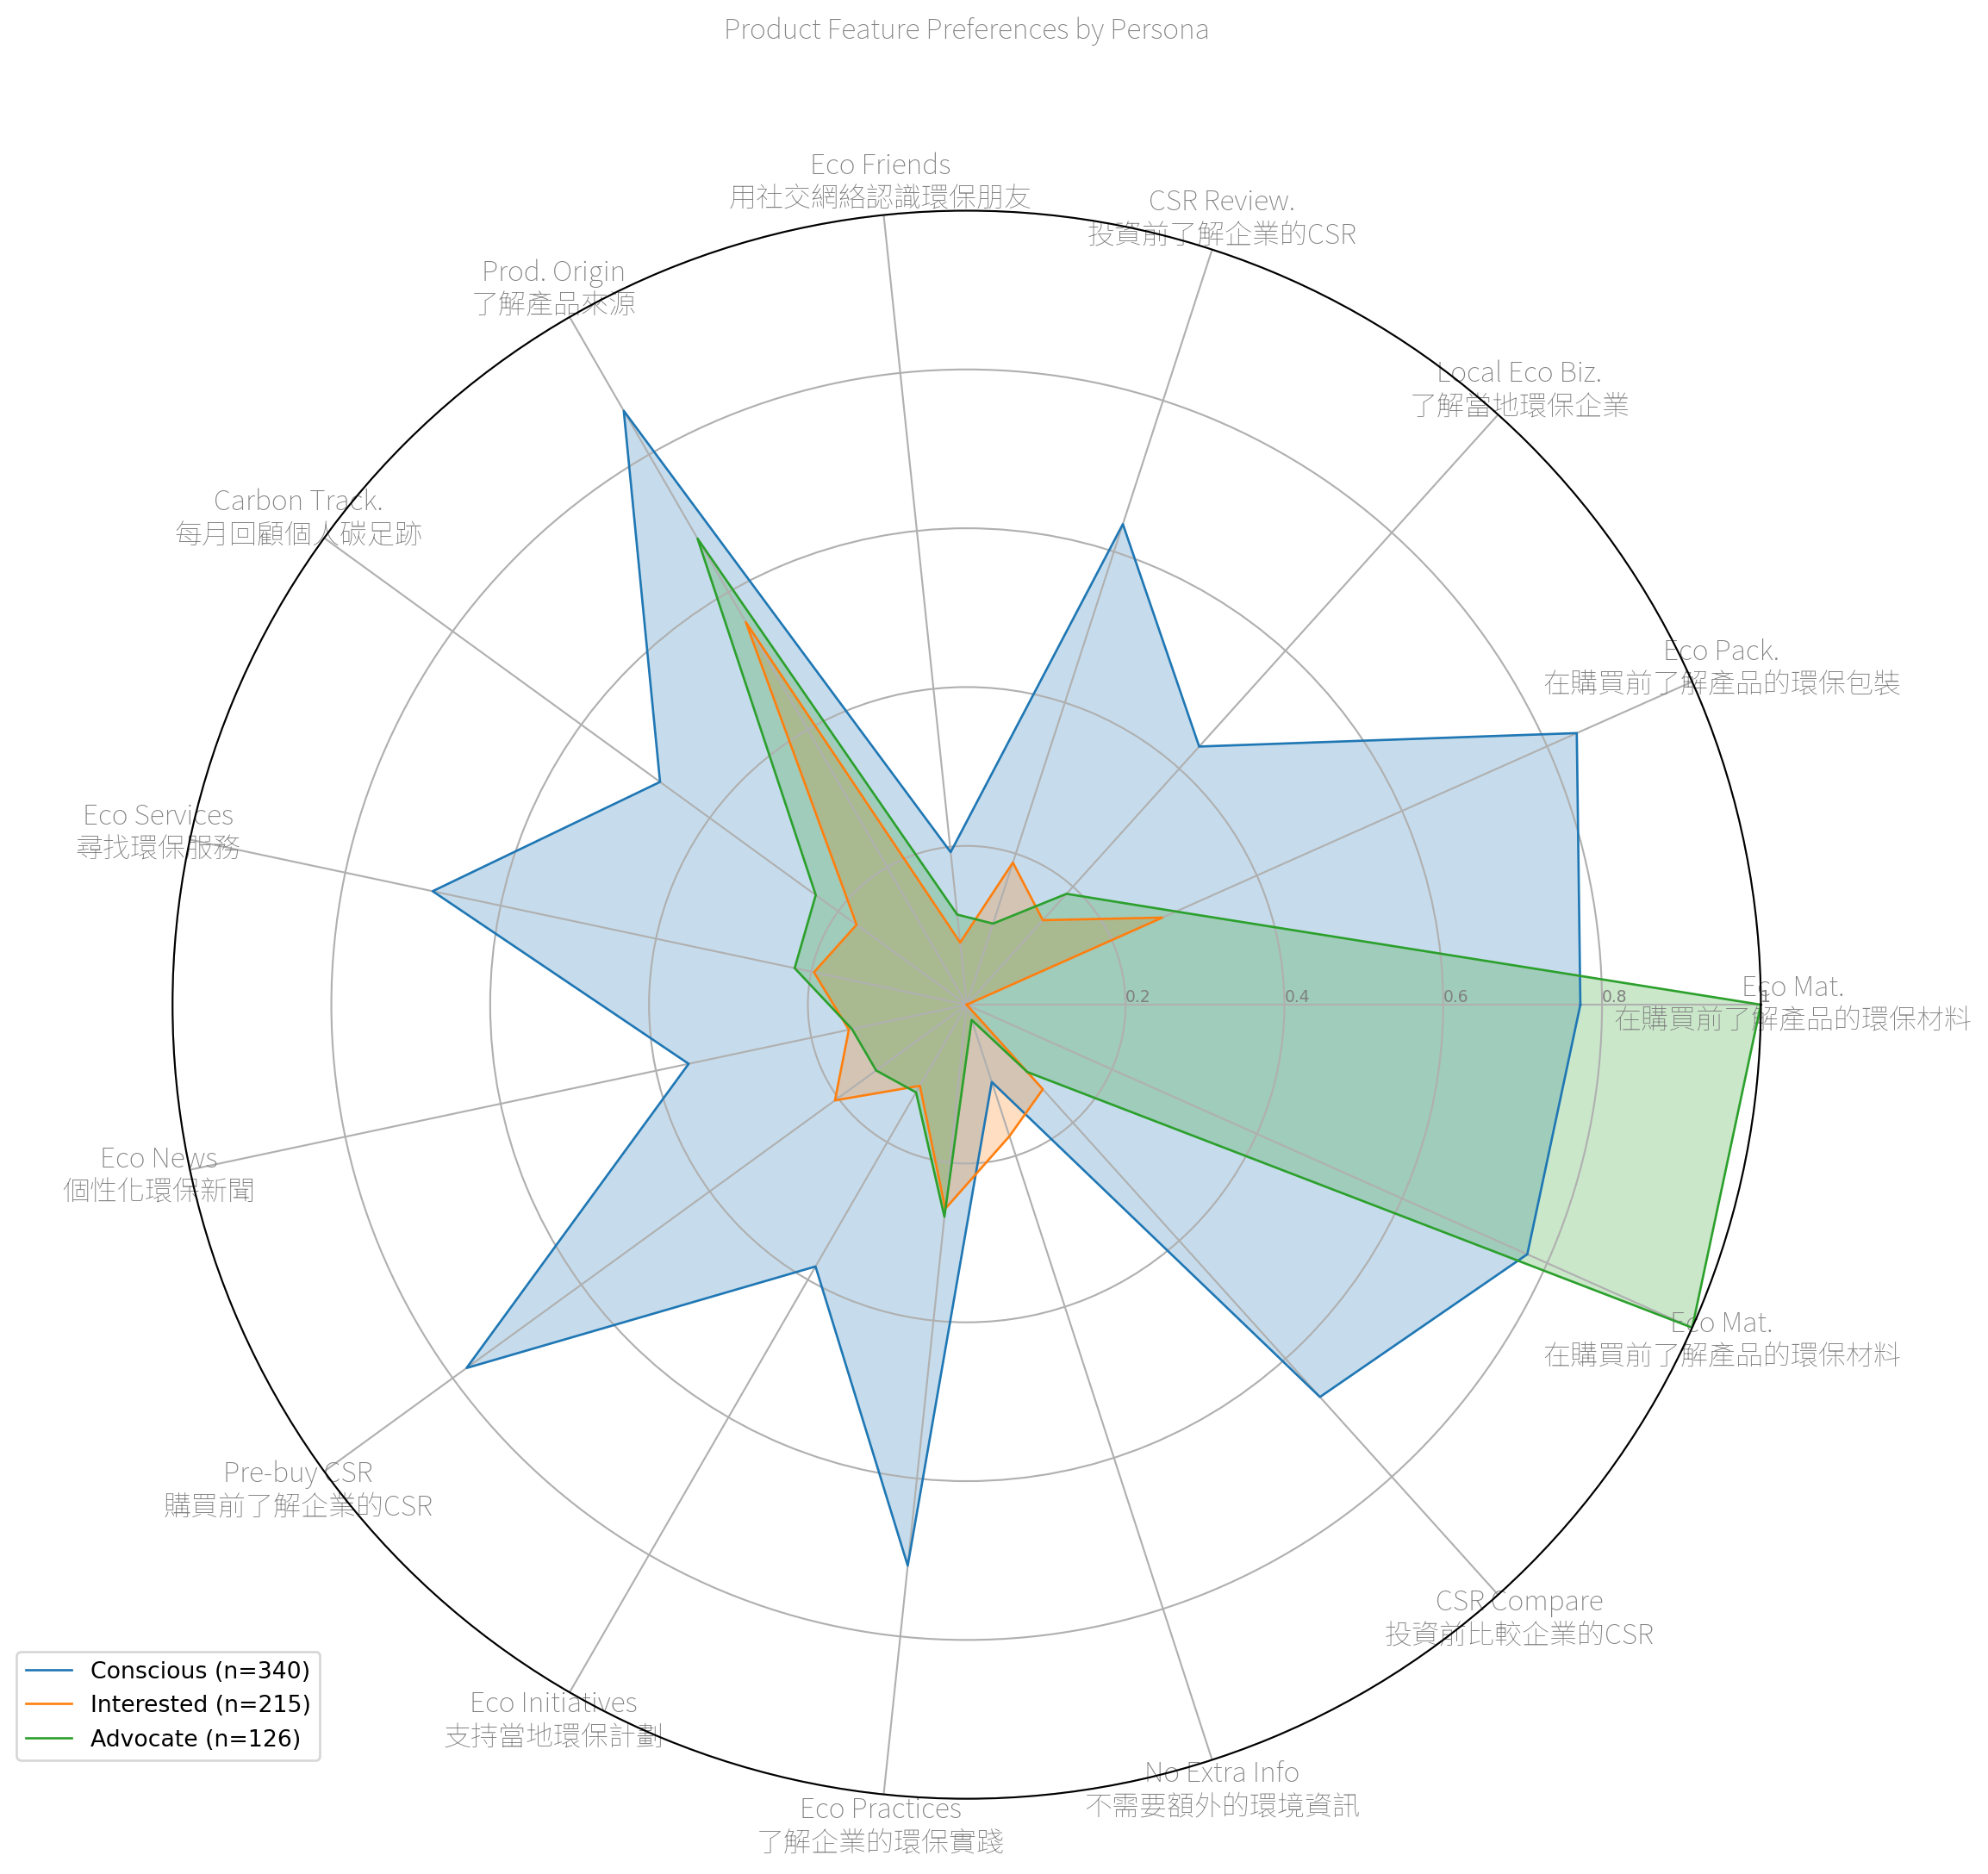 Product Feature Preferences by Persona
Eco Friends
用社交網絡認識環保朋友
CSR Review.
投資前了解企業的CSR
Prod. Origin
了解產品來源
Local Eco Biz.
了解當地環保企業
Carbon Track.
每月回顧個人碳足跡
Eco Pack.
在購買前了解產品的環保包裝
Eco Services
尋找環保服務
Eco Mat.
在購買前了解產品的環保材料
0.2
0.4
0.6
0.8
1
Eco News
個性化環保新聞
Eco Mat.
在購買前了解產品的環保材料
Pre-buy CSR
購買前了解企業的CSR
CSR Compare
投資前比較企業的CSR
Eco Initiatives
支持當地環保計劃
No Extra Info
不需要額外的環境資訊
Eco Practices
了解企業的環保實踐
Conscious (n=340)
Interested (n=215)
Advocate (n=126)